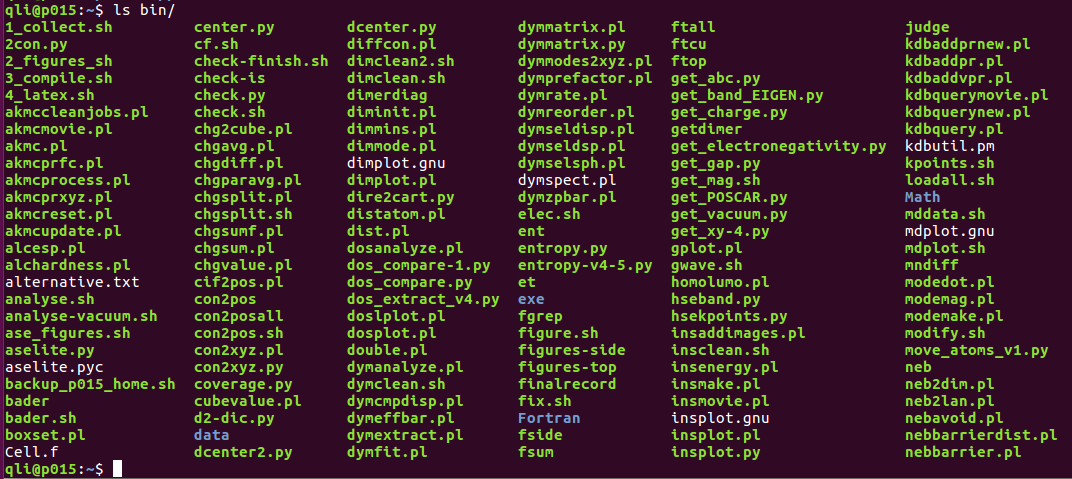 qli@p015:~$ ls bin/
1_collect.sh center.py dcenter.py dymmatrix.pl ftall judge
2con.py cf.sh diffcon.pl dymmatrix.py ftcu kdbaddprnew.pl
2_figures_sh check-finish.sh dimclean2.sh dymmodes2xyz.pl ftop kdbaddpr.pl
3_compile.sh check-is dimclean.sh dymprefactor.pl get_abc.py kdbaddvpr.pl
4_latex.sh check.py dimerdiag dymrate.pl get_band_EIGEN.py kdbquerymovie.pl
akmccleanjobs.pl check.sh diminit.pl dymreorder.pl get_charge.py kdbquerynew.pl
akmcmovie.pl chg2cube.pl dimmins.pl dymseldisp.pl getdimer kdbquery.pl
akmc.pl chgavg.pl dimmode.pl dymseldsp.pl get_electronegativity.py kdbutil.pm
akmcprfc.pl chgdiff.pl dimplot.gnu dymselsph.pl get_gap.py kpoints.sh
akmcprocess.pl chgparavg.pl dimplot.pl dymspect.pl get_mag.sh loadall.sh
akmcprxyz.pl chgsplit.pl dire2cart.py dymzpbar.pl get_POSCAR.py Math
akmcreset.pl chgsplit.sh distatom.pl elec.sh get_vacuum.py mddata.sh
akmcupdate.pl chgsumf.pl dist.pl ent get_xy-4.py mdplot.gnu
alcesp.pl chgsum.pl dosanalyze.pl entropy.py gplot.pl mdplot.sh
alchardness.pl chgvalue.pl dos_compare-1.py entropy-v4-5.py gwave.sh mndiff
alternative.txt cif2pos.pl dos_compare.py et homolumo.pl modedot.pl
analyse.sh con2pos dos_extract_v4.py exe hseband.py modemag.pl
analyse-vacuum.sh con2posall doslplot.pl fgrep hsekpoints.py modemake.pl
ase_figures.sh con2pos.sh dosplot.pl figure.sh insaddimages.pl modify.sh
aselite.py con2xyz.pl double.pl figures-side insclean.sh move_atoms_v1.py
aselite.pyc con2xyz.py dymanalyze.pl figures-top insenergy.pl neb
backup_p015_home.sh coverage.py dymclean.sh finalrecord insmake.pl neb2dim.pl
bader cubevalue.pl dymcmpdisp.pl fix.sh insmovie.pl neb2lan.pl
bader.sh d2-dic.py dymeffbar.pl Fortran insplot.gnu nebavoid.pl
boxset.pl data dymextract.pl fside insplot.pl nebbarrierdist.pl
Cell.f dcenter2.py dymfit.pl fsum insplot.py nebbarrier.pl
qli@p015:~$